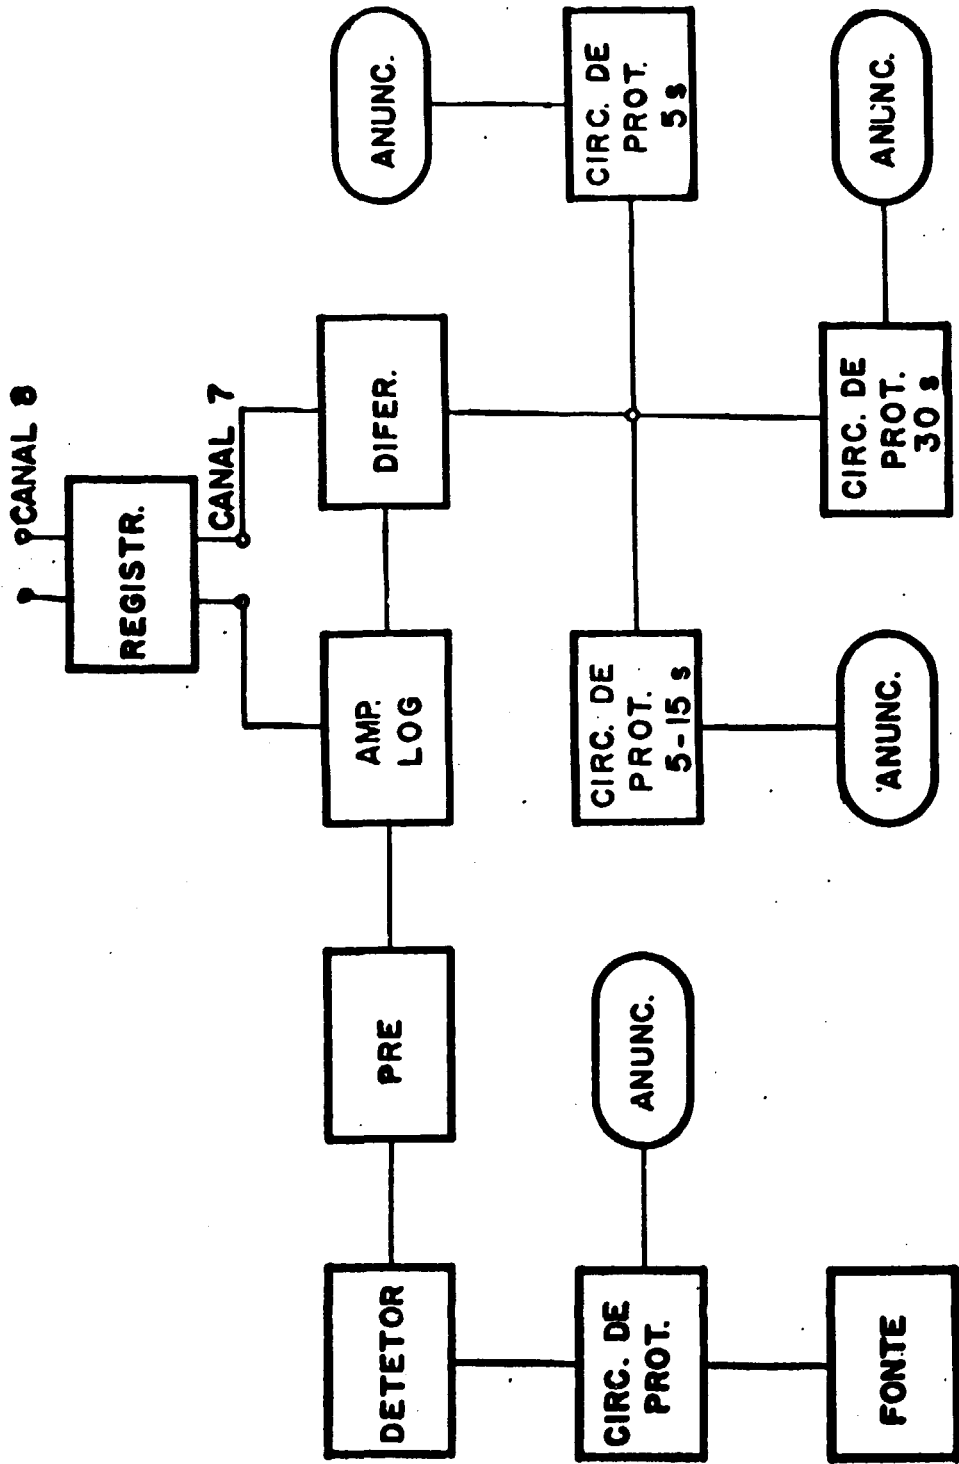 CANAL 8
REGISTR.
CANAL 7
DETETOR
PRE
AMP.
LOG
DIFER.
ANUNC.
CIRC. DE
PROT.
ANUNC.
CIRC. DE
PROT.
5-15 s
CIRC. DE
PROT.
5 s
FONTE
ANUNC.
CIRC. DE
PROT.
30 s
ANUNC.